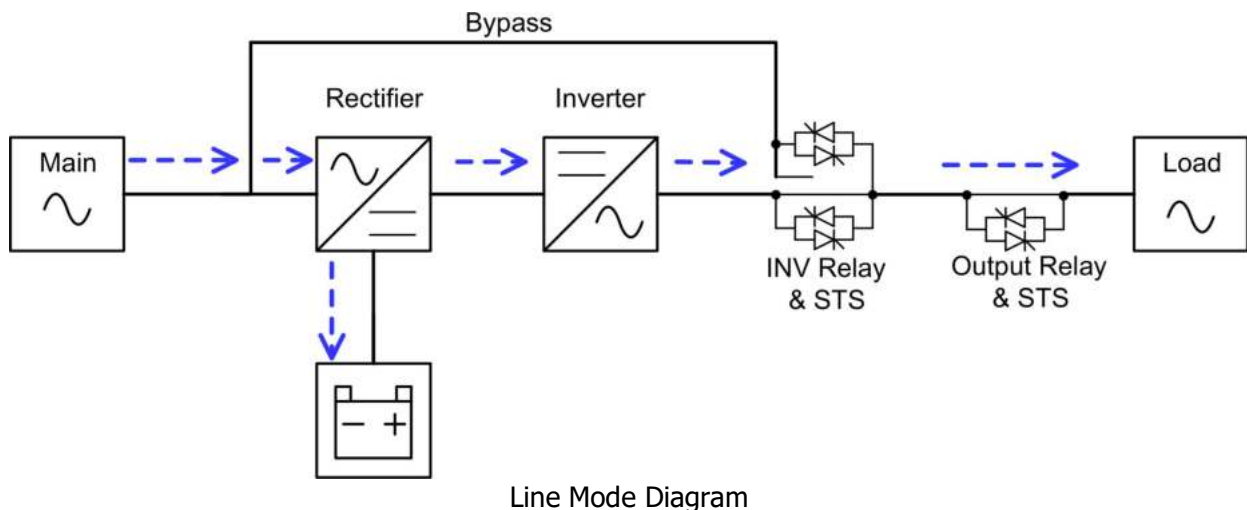 Bypass
Rectifier
Inverter
Main
Load
INV Relay
& STS
Output Relay
& STS
Line Mode Diagram